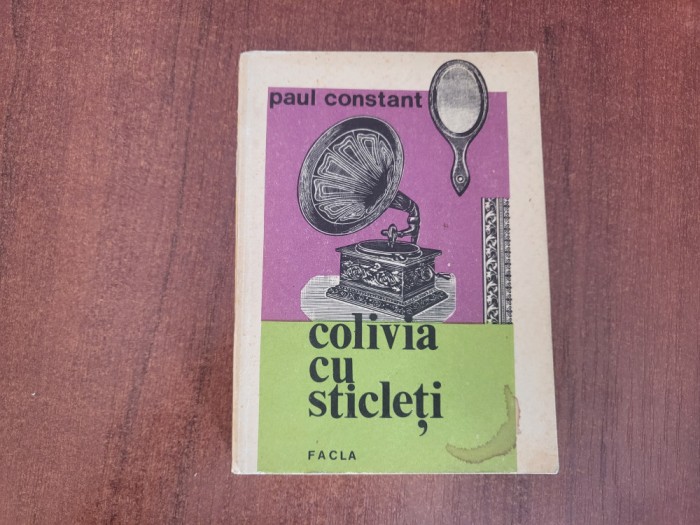 paul constant
colivia
cu
sticleți
FACLA